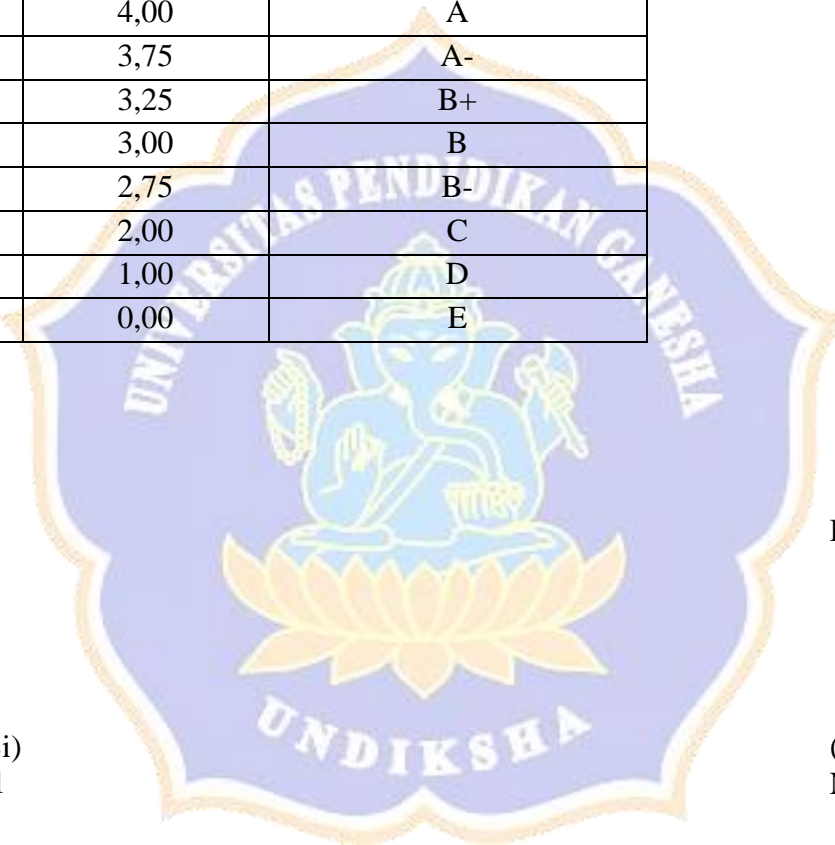 4,00 A
3,75 A-
3,25 B+
3,00 B
2,75 B-
2,00 C
1,00 D
0,00 E
UNIVERSITAS PENDIDIKAN GANESHA
i)
(
UNDIKSHA